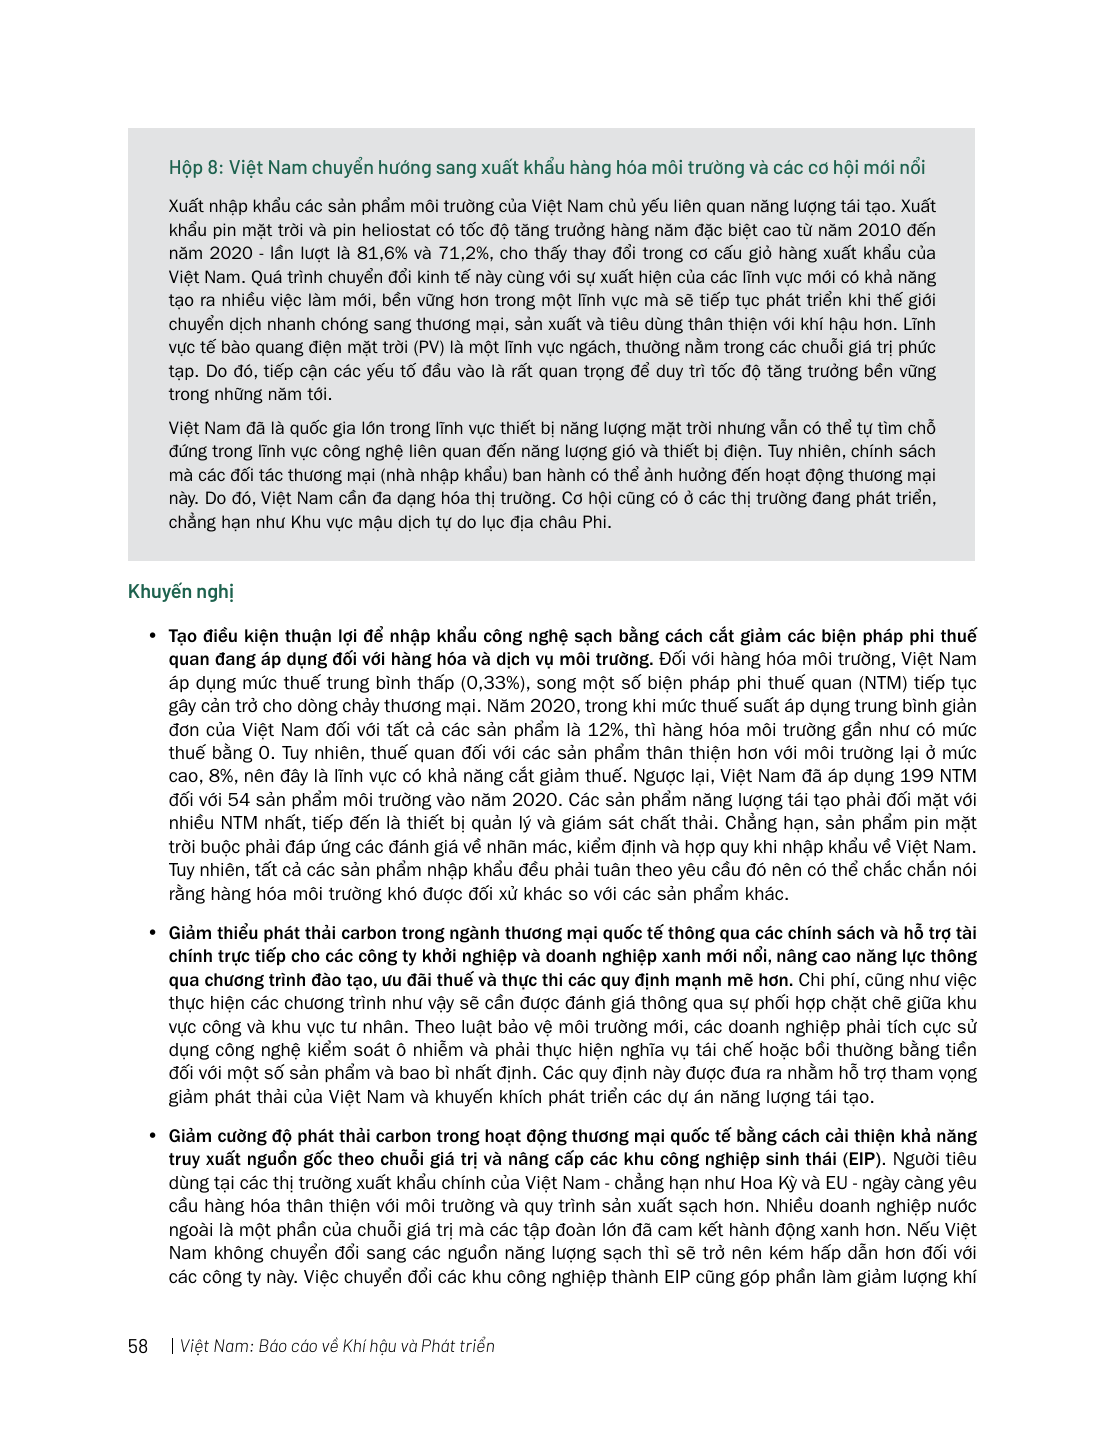 Hộp 8: Việt Nam chuyển hướng sang xuất khẩu hàng hóa môi trường và các cơ hội mới nổi
Xuất nhập khẩu các sản phẩm môi trường của Việt Nam chủ yếu liên quan năng lượng tái tạo. Xuất
khẩu pin mặt trời và pin heliostat có tốc độ tăng trưởng hàng năm đặc biệt cao từ năm 2010 đến
năm 2020 - lần lượt là 81,6% và 71,2%, cho thấy thay đổi trong cơ cấu giỏ hàng xuất khẩu của
Việt Nam. Quá trình chuyển đổi kinh tế này cùng với sự xuất hiện của các lĩnh vực mới có khả năng
tạo ra nhiều việc làm mới, bền vững hơn trong một lĩnh vực mà sẽ tiếp tục phát triển khi thế giới
chuyển dịch nhanh chóng sang thương mại, sản xuất và tiêu dùng thân thiện với khí hậu hơn. Lĩnh
vực tế bào quang điện mặt trời (PV) là một lĩnh vực ngách, thường nằm trong các chuỗi giá trị phức
tạp. Do đó, tiếp cận các yếu tố đầu vào là rất quan trọng để duy trì tốc độ tăng trưởng bền vững
trong những năm tới.
Việt Nam đã là quốc gia lớn trong lĩnh vực thiết bị năng lượng mặt trời nhưng vẫn có thể tự tìm chỗ
đứng trong lĩnh vực công nghệ liên quan đến năng lượng gió và thiết bị điện. Tuy nhiên, chính sách
mà các đối tác thương mại (nhà nhập khẩu) ban hành có thể ảnh hưởng đến hoạt động thương mại
này. Do đó, Việt Nam cần đa dạng hóa thị trường. Cơ hội cũng có ở các thị trường đang phát triển,
chẳng hạn như Khu vực mậu dịch tự do lục địa châu Phi.
Khuyến nghị
• Tạo điều kiện thuận lợi để nhập khẩu công nghệ sạch bằng cách cắt giảm các biện pháp phi thuế
quan đang áp dụng đối với hàng hóa và dịch vụ môi trường. Đối với hàng hóa môi trường, Việt Nam
áp dụng mức thuế trung bình thấp (0,33%), song một số biện pháp phi thuế quan (NTM) tiếp tục
gây cản trở cho dòng chảy thương mại. Năm 2020, trong khi mức thuế suất áp dụng trung bình giản
đơn của Việt Nam đối với tất cả các sản phẩm là 12%, thì hàng hóa môi trường gần như có mức
thuế bằng 0. Tuy nhiên, thuế quan đối với các sản phẩm thân thiện hơn với môi trường lại ở mức
cao, 8%, nên đây là lĩnh vực có khả năng cắt giảm thuế. Ngược lại, Việt Nam đã áp dụng 199 NTM
đối với 54 sản phẩm môi trường vào năm 2020. Các sản phẩm năng lượng tái tạo phải đối mặt với
nhiều NTM nhất, tiếp đến là thiết bị quản lý và giám sát chất thải. Chẳng hạn, sản phẩm pin mặt
trời buộc phải đáp ứng các đánh giá về nhãn mác, kiểm định và hợp quy khi nhập khẩu về Việt Nam.
Tuy nhiên, tất cả các sản phẩm nhập khẩu đều phải tuân theo yêu cầu đó nên có thể chắc chắn nói
rằng hàng hóa môi trường khó được đối xử khác so với các sản phẩm khác.
• Giảm thiểu phát thải carbon trong ngành thương mại quốc tế thông qua các chính sách và hỗ trợ tài
chính trực tiếp cho các công ty khởi nghiệp và doanh nghiệp xanh mới nổi, nâng cao năng lực thông
qua chương trình đào tạo, ưu đãi thuế và thực thi các quy định mạnh mẽ hơn. Chi phí, cũng như việc
thực hiện các chương trình như vậy sẽ cần được đánh giá thông qua sự phối hợp chặt chẽ giữa khu
vực công và khu vực tư nhân. Theo luật bảo vệ môi trường mới, các doanh nghiệp phải tích cực sử
dụng công nghệ kiểm soát ô nhiễm và phải thực hiện nghĩa vụ tái chế hoặc bồi thường bằng tiền
đối với một số sản phẩm và bao bì nhất định. Các quy định này được đưa ra nhằm hỗ trợ tham vọng
giảm phát thải của Việt Nam và khuyến khích phát triển các dự án năng lượng tái tạo.
• Giảm cường độ phát thải carbon trong hoạt động thương mại quốc tế bằng cách cải thiện khả năng
truy xuất nguồn gốc theo chuỗi giá trị và nâng cấp các khu công nghiệp sinh thái (EIP). Người tiêu
dùng tại các thị trường xuất khẩu chính của Việt Nam - chẳng hạn như Hoa Kỳ và EU - ngày càng yêu
cầu hàng hóa thân thiện với môi trường và quy trình sản xuất sạch hơn. Nhiều doanh nghiệp nước
ngoài là một phần của chuỗi giá trị mà các tập đoàn lớn đã cam kết hành động xanh hơn. Nếu Việt
Nam không chuyển đổi sang các nguồn năng lượng sạch thì sẽ trở nên kém hấp dẫn hơn đối với
các công ty này. Việc chuyển đổi các khu công nghiệp thành EIP cũng góp phần làm giảm lượng khí
58 | Việt Nam: Báo cáo về Khí hậu và Phát triển